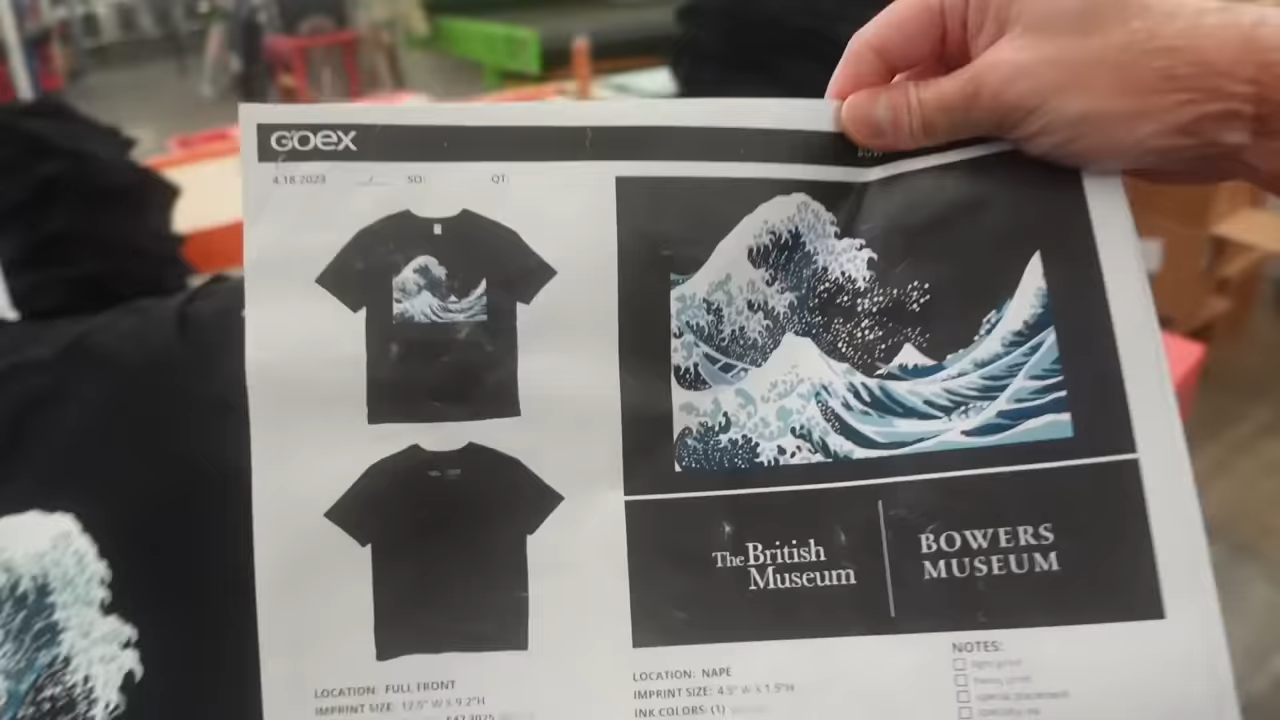 GOEX
4.18.2023 SO: QT:
The British
Museum
BOWERS
MUSEUM
LOCATION: FULL FRONT
IMPRINT SIZE: 12.5" W X 9.2"H
LOCATION: NAPE
IMPRINT SIZE: 4.5" W X 1.5"H
INK COLORS: (1)
NOTES: